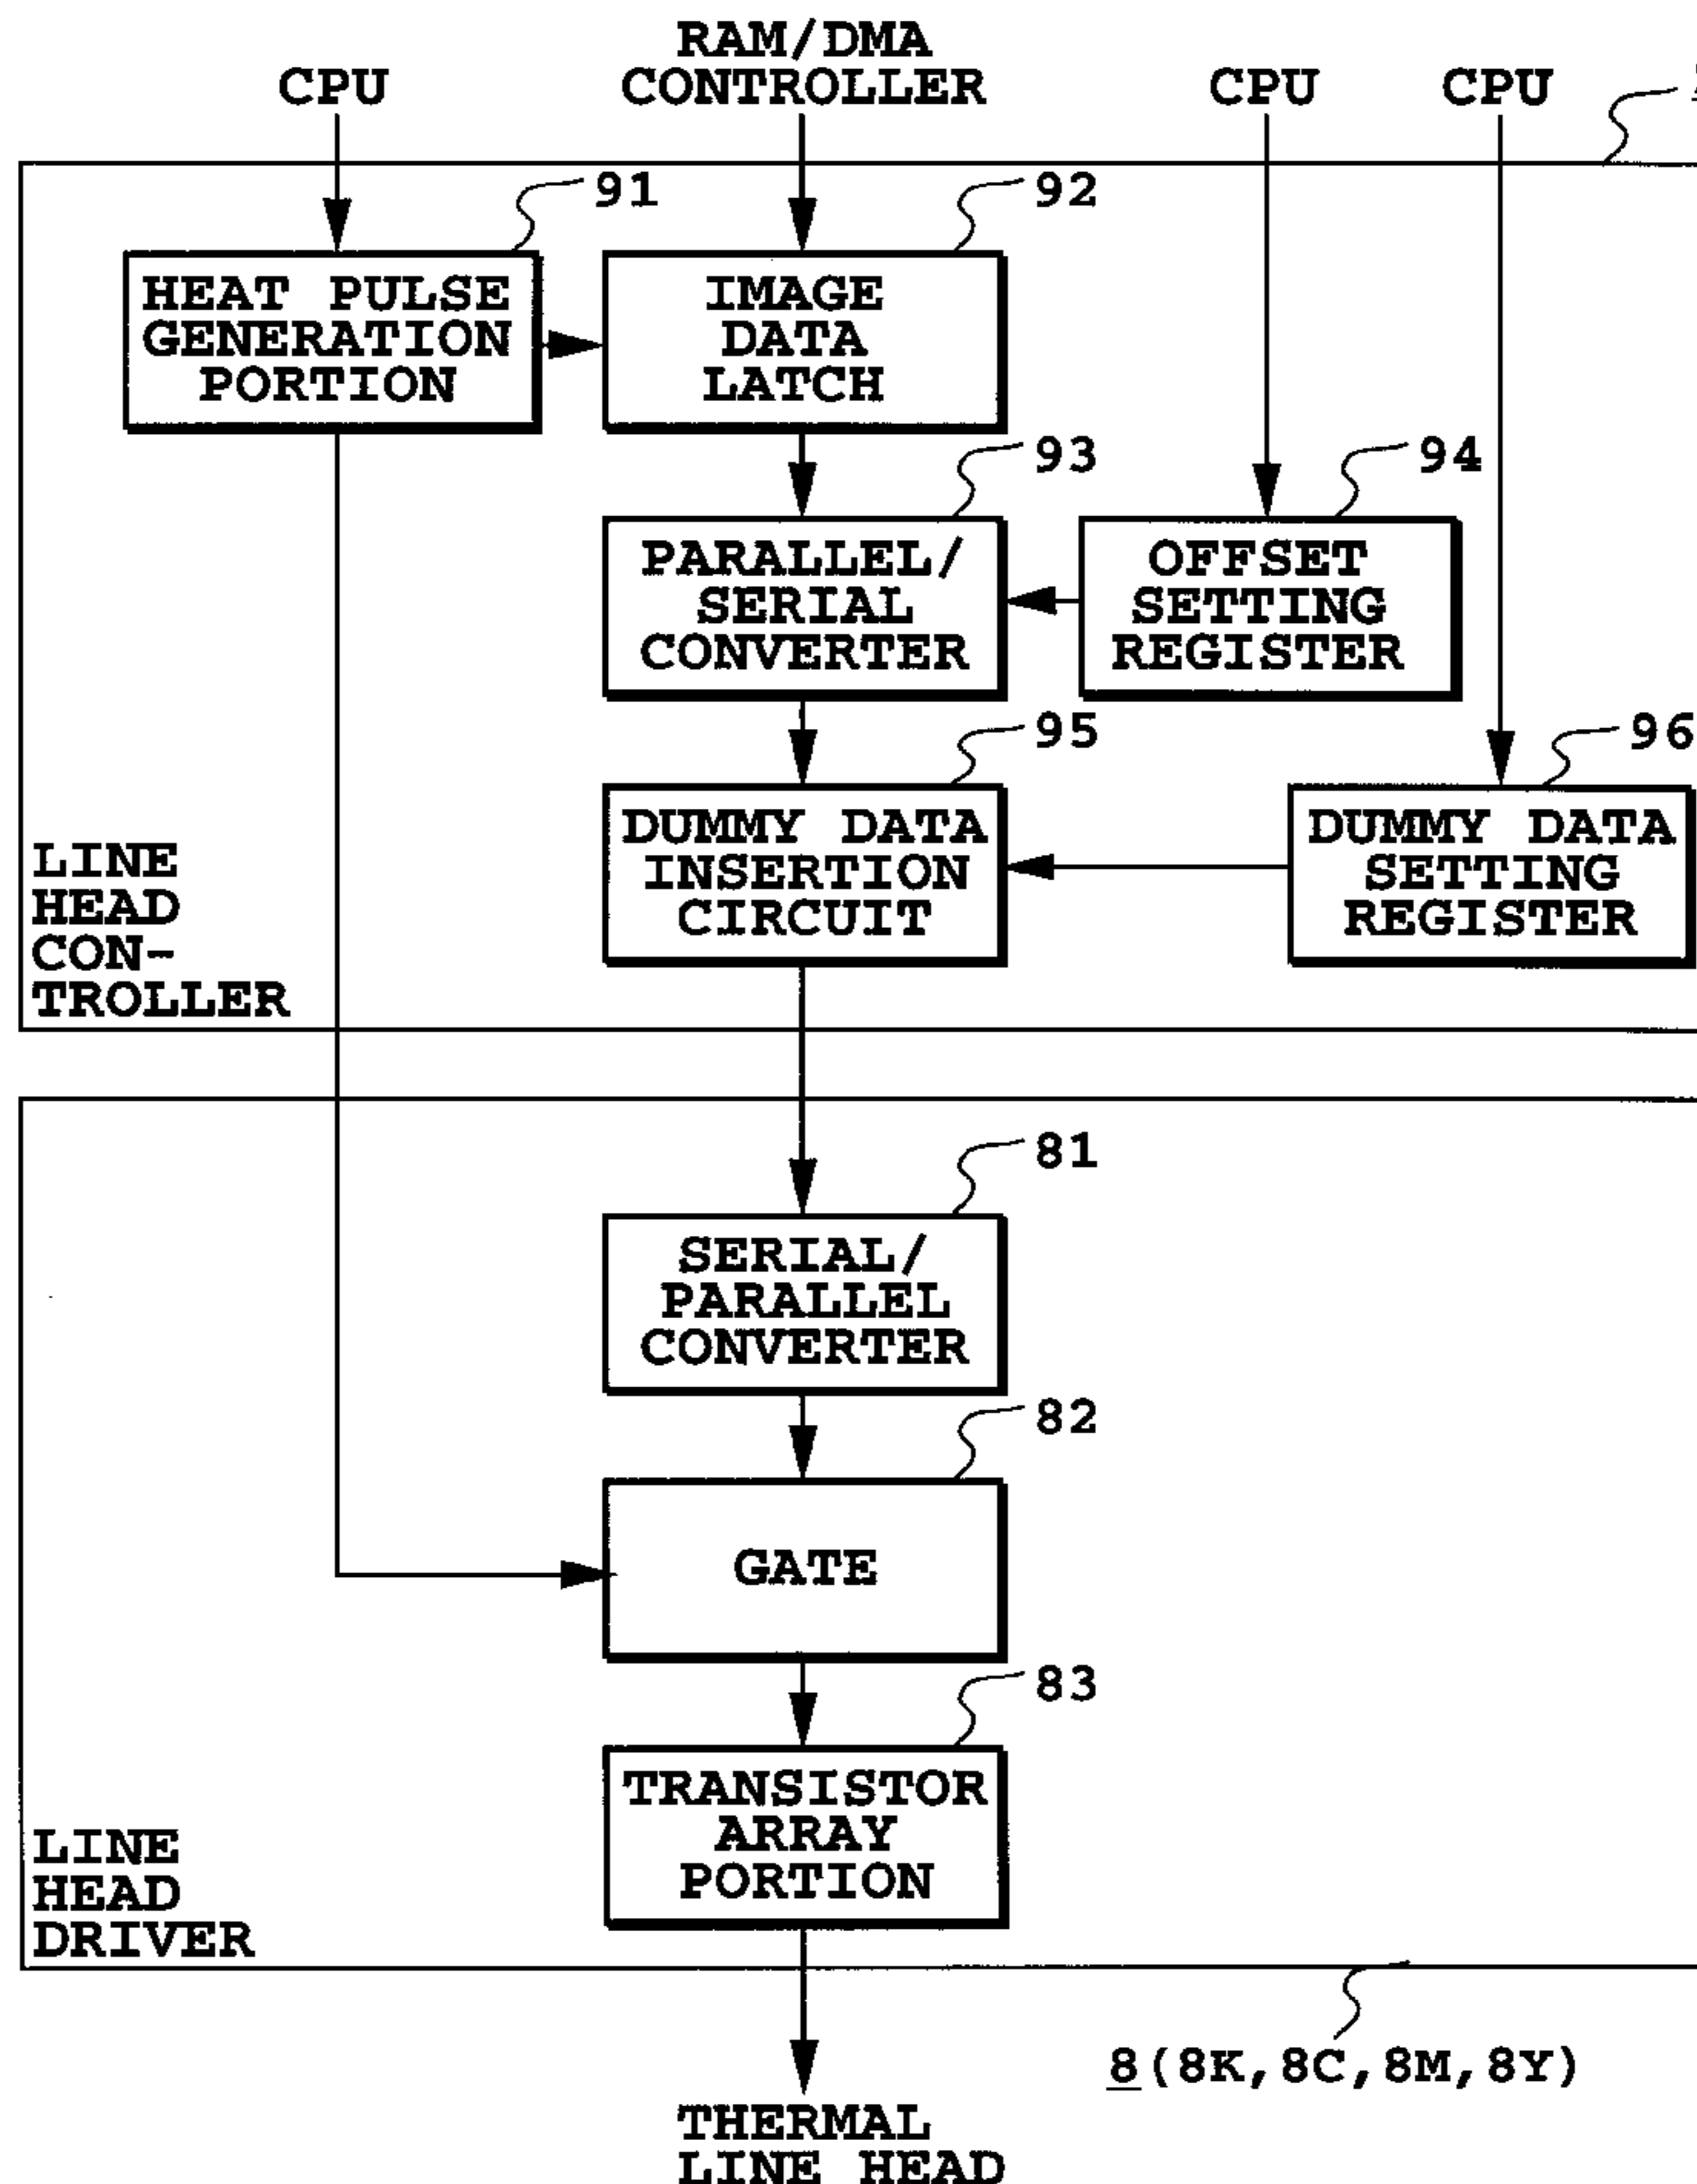 RAM/DMA
CPU
CONTROLLER
CPU
CPU
91
92
HEAT PULSE
GENERATION
PORTION
IMAGE
DATA
LATCH
93
94
PARALLEL/
SERIAL
CONVERTER
OFFSET
SETTING
REGISTER
95
96
DUMMY DATA
INSERTION
CIRCUIT
DUMMY DATA
SETTING
REGISTER
LINE
HEAD
CON-
TROLLER
81
SERIAL/
PARALLEL
CONVERTER
82
GATE
83
TRANSISTOR
ARRAY
PORTION
LINE
HEAD
DRIVER
8(8K,8C,8M,8Y)
THERMAL
LINE HEAD